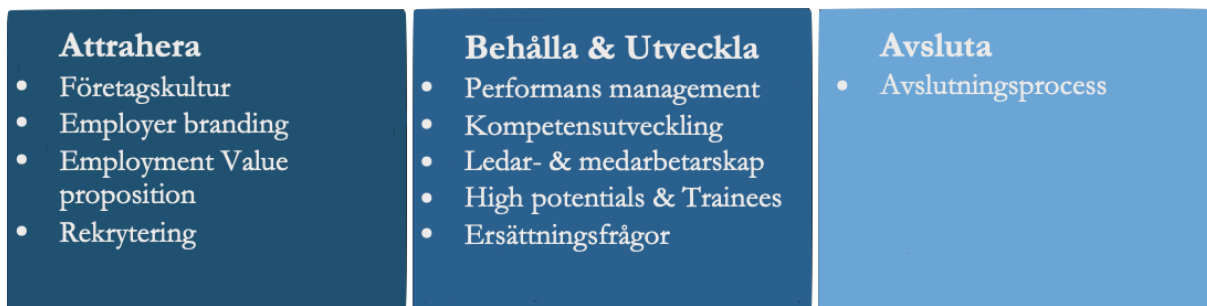 Attrahera
• Företagskultur
• Employer branding
• Employment Value
proposition
• Rekrytering
Behålla & Utveckla
• Performans management
• Kompetensutveckling
• Ledar- & medarbetarskap
• High potentials & Trainees
• Ersättningsfrågor
Avsluta
• Avslutningsprocess